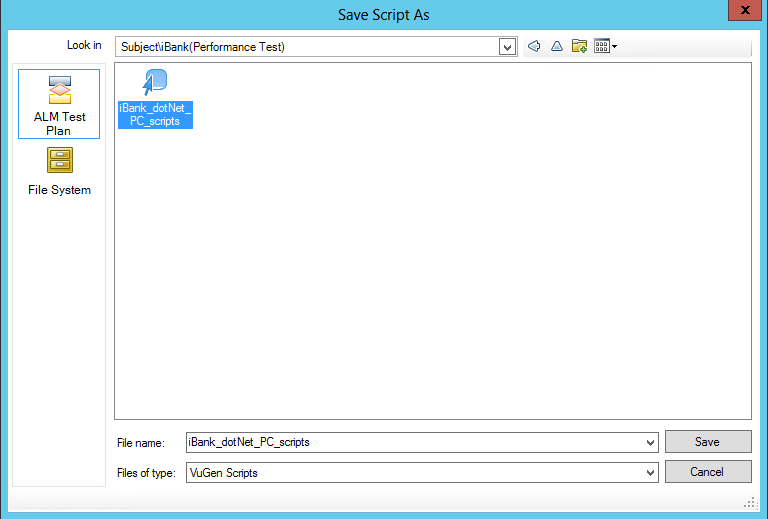 Save Script As
x
Look in
Subject\iBank(Performance Test)
ALM Test
Plan
File System
iBank_dotNet_
PC_scripts
File name:
iBank_dotNet_PC_scripts
Save
Files of type:
VuGen Scripts
Cancel